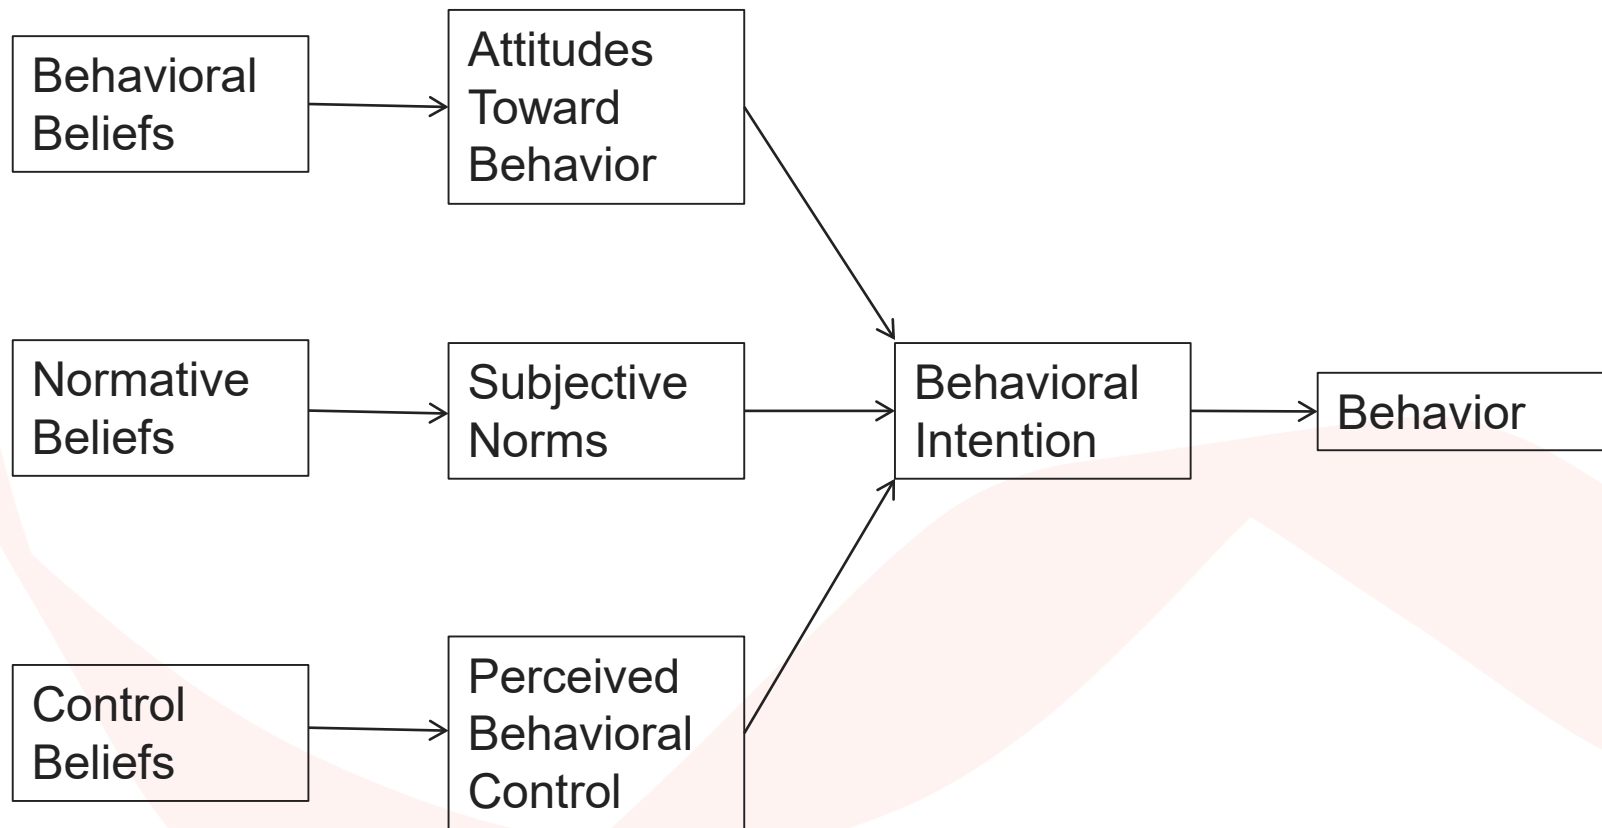 Behavioral
Beliefs
Attitudes
Toward
Behavior
Normative
Beliefs
Subjective
Norms
Behavioral
Intention
Behavior
Control
Beliefs
Perceived
Behavioral
Control